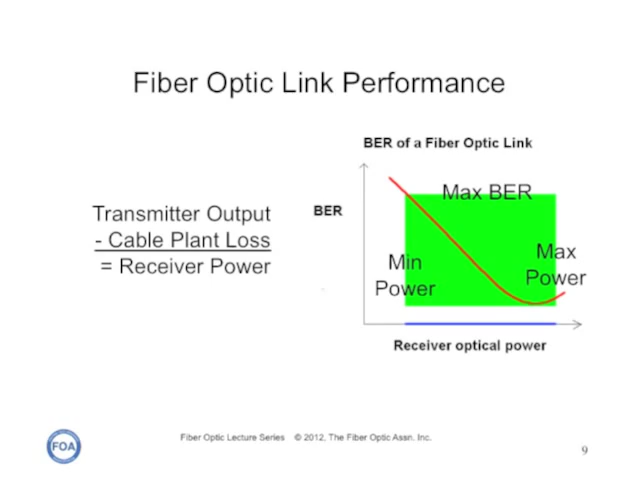 Fiber Optic Link Performance
Transmitter Output
- Cable Plant Loss
= Receiver Power
BER of a Fiber Optic Link
BER
Max BER
Min
Power
Max
Power
Receiver optical power
FOA
Fiber Optic Lecture Series © 2012, The Fiber Optic Assn. Inc.
9